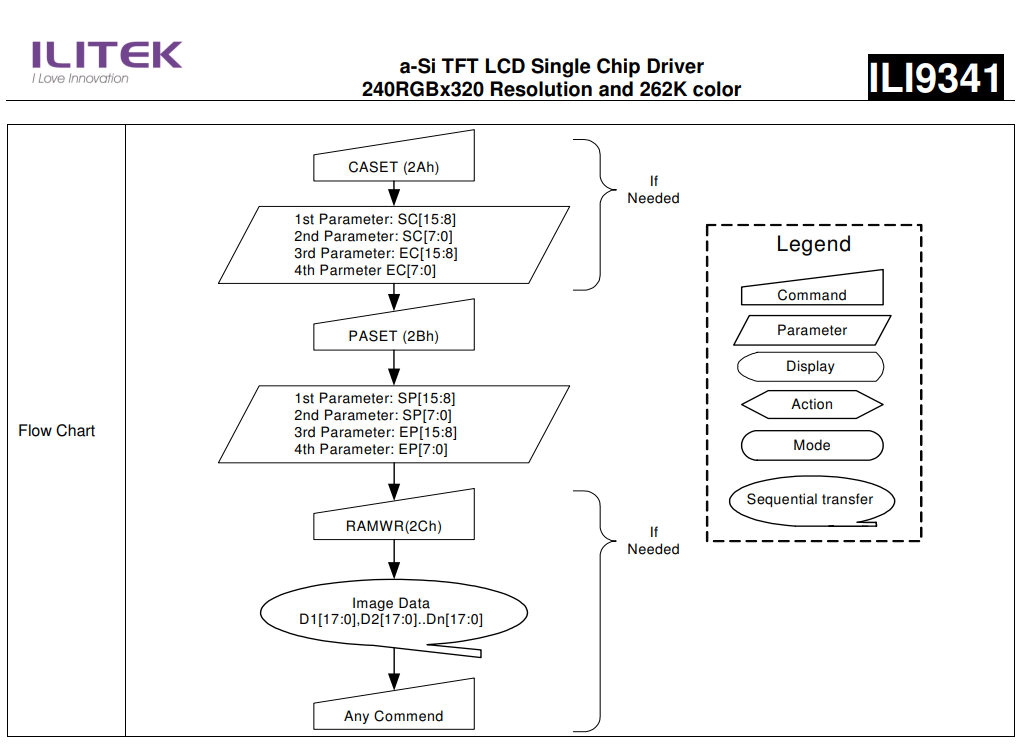 ILITEK
I Love Innovation
a-Si TFT LCD Single Chip Driver
240RGBx320 Resolution and 262K color
ILI9341
Flow Chart
CASET (2Ah)
1st Parameter: SC[15:8]
2nd Parameter: SC[7:0]
3rd Parameter: EC[15:8]
4th Parmeter EC[7:0]
If
Needed
PASET (2Bh)
1st Parameter: SP[15:8]
2nd Parameter: SP[7:0]
3rd Parameter: EP[15:8]
4th Parameter: EP[7:0]
RAMWR(2Ch)
Image Data
D1[17:0],D2[17:0]..Dn[17:0]
Any Commend
If
Needed
Legend
Command
Parameter
Display
Action
Mode
Sequential transfer